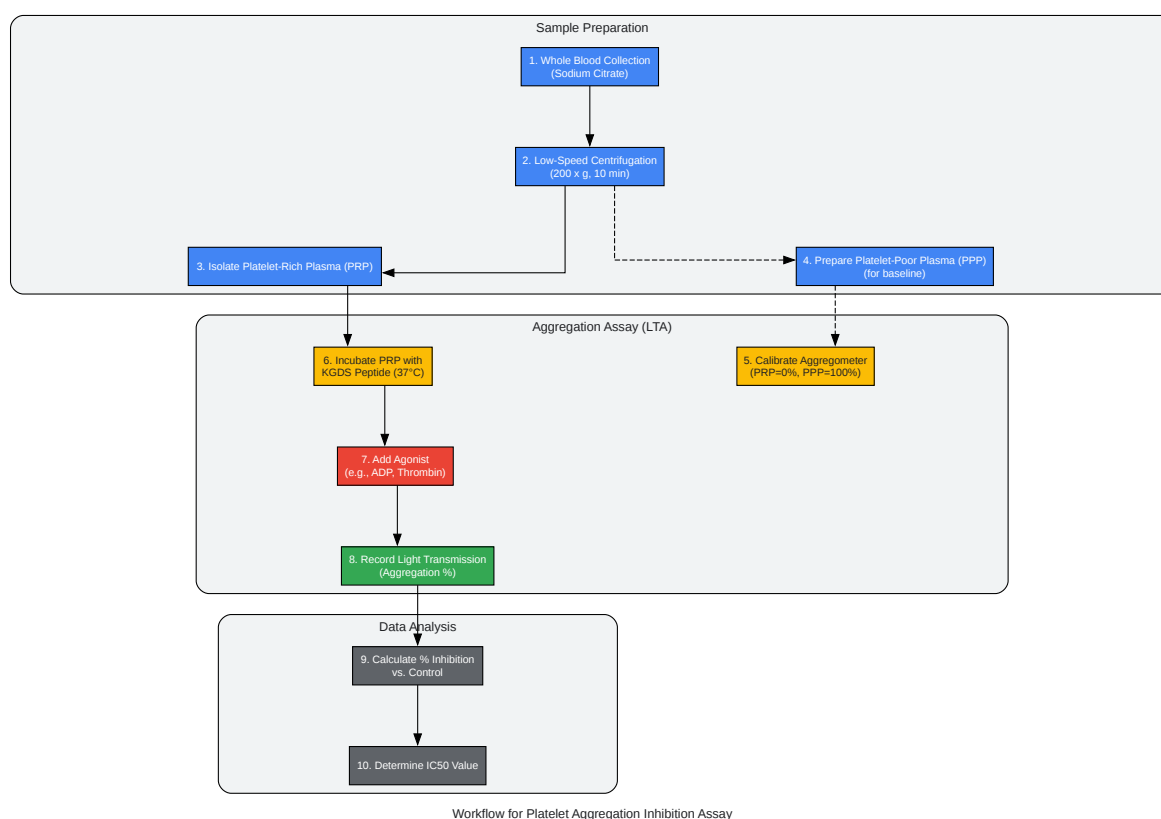 Sample Preparation
1. Whole Blood Collection
(Sodium Citrate)
2. Low-Speed Centrifugation
(200 x g, 10 min)
3. Isolate Platelet-Rich Plasma (PRP)
4. Prepare Platelet-Poor Plasma (PPP)
(for baseline)
Aggregation Assay (LTA)
6. Incubate PRP with
KGDS Peptide (37°C)
5. Calibrate Aggregometer
(PRP=0%, PPP=100%)
7. Add Agonist
(e.g., ADP, Thrombin)
8. Record Light Transmission
(Aggregation %)
Data Analysis
9. Calculate % Inhibition
vs. Control
10. Determine IC50 Value
Workflow for Platelet Aggregation Inhibition Assay